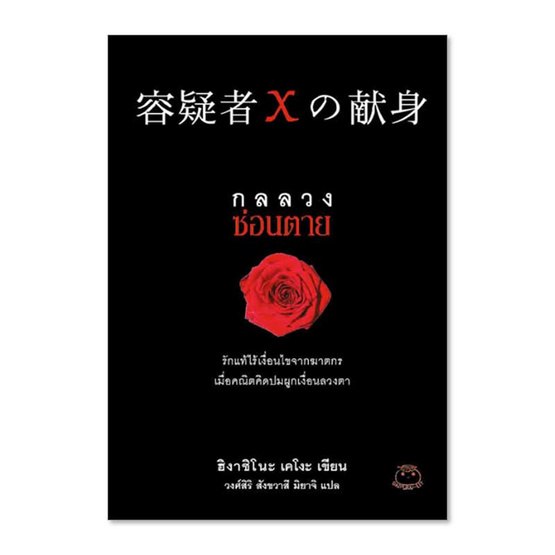 容疑者Xの献身
กลลวง
ซ่อนตาย
รักแท้ไร้เงื่อนไขจากฆาตกร
เมื่อคณิตคิดปมผูกเงื่อนลวงตา
ฮิงาชิโนะ เคโงะ เขียน
วงศ์สิริ สังขวาสี มิยาจิ แปล